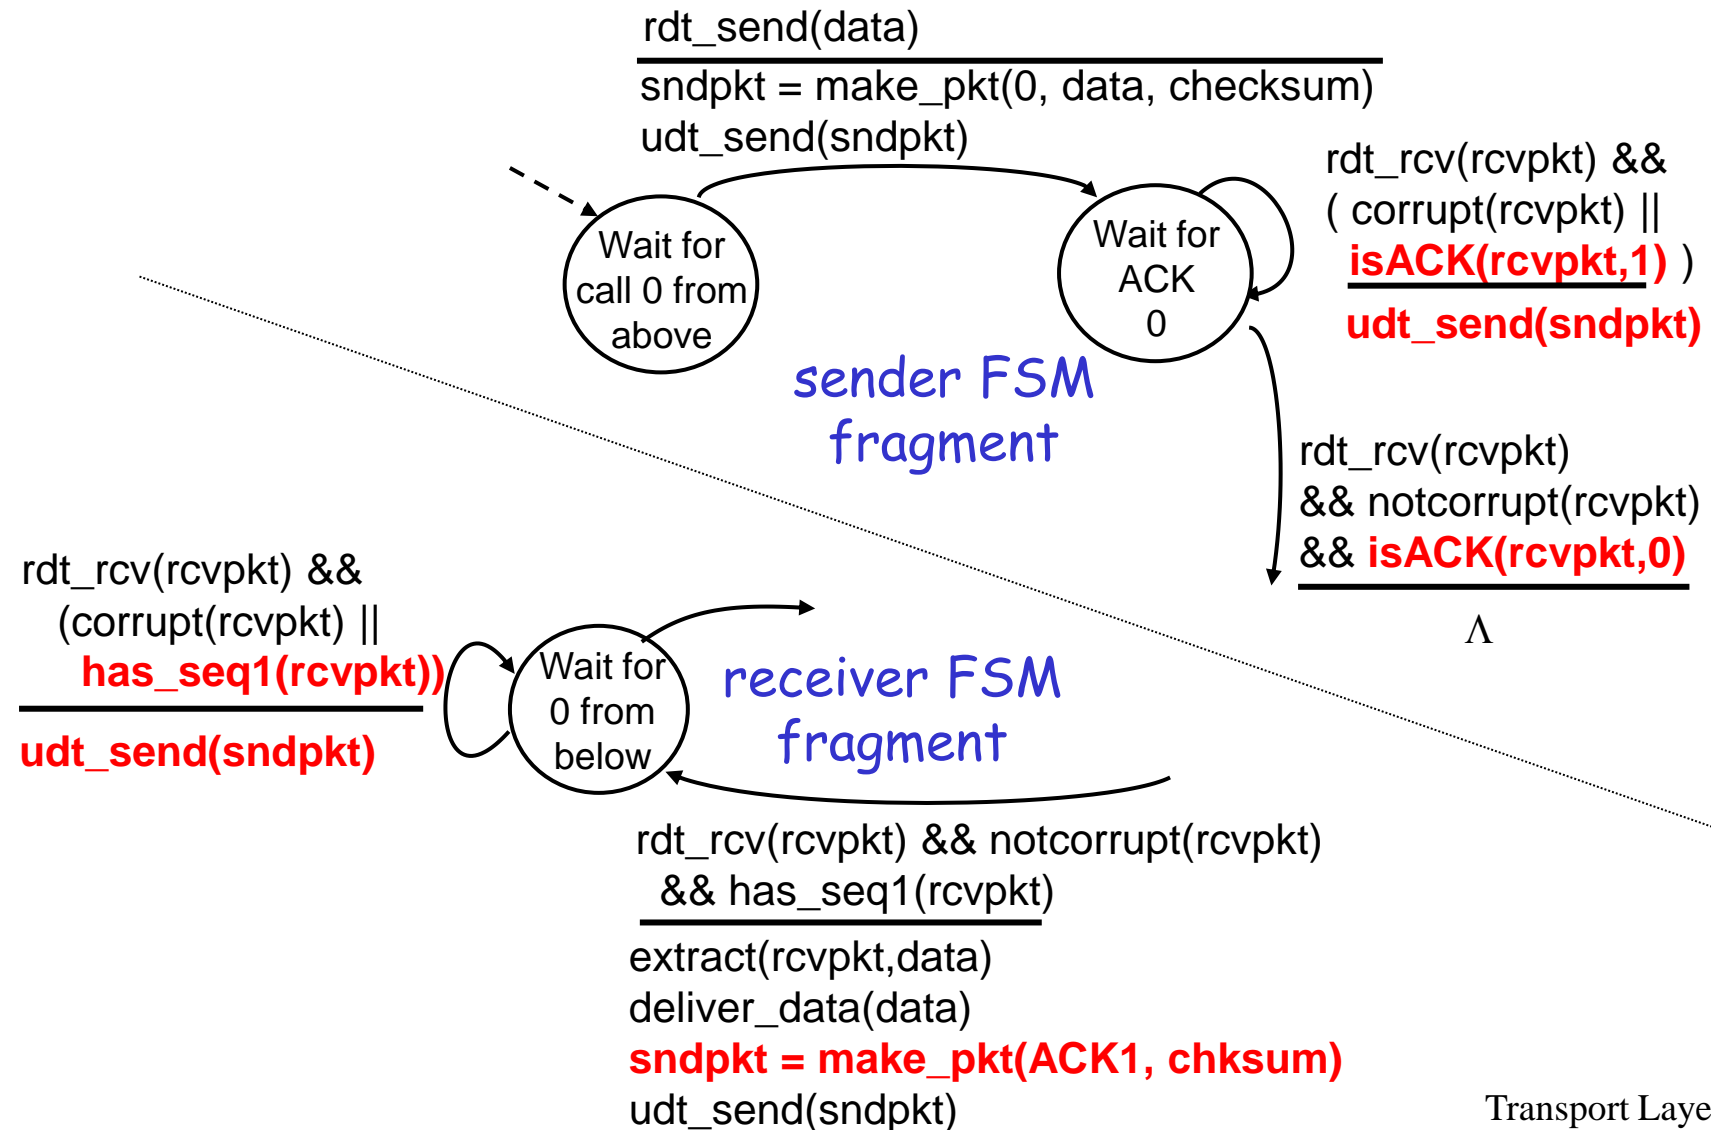 rdt_send(data)
sndpkt = make_pkt(0, data, checksum)
udt_send(sndpkt)
Wait for
call 0 from
above
Wait for
ACK
0
rdt_rcv(rcvpkt) &&
( corrupt(rcvpkt) ||
isACK(rcvpkt,1) )
udt_send(sndpkt)
sender FSM
fragment
rdt_rcv(rcvpkt)
&& notcorrupt(rcvpkt)
&& isACK(rcvpkt,0)
Λ
rdt_rcv(rcvpkt) &&
(corrupt(rcvpkt) ||
has_seq1(rcvpkt))
udt_send(sndpkt)
Wait for
0 from
below
receiver FSM
fragment
rdt_rcv(rcvpkt) && notcorrupt(rcvpkt)
&& has_seq1(rcvpkt)
extract(rcvpkt,data)
deliver_data(data)
sndpkt = make_pkt(ACK1, chksum)
udt_send(sndpkt)
Transport Laye